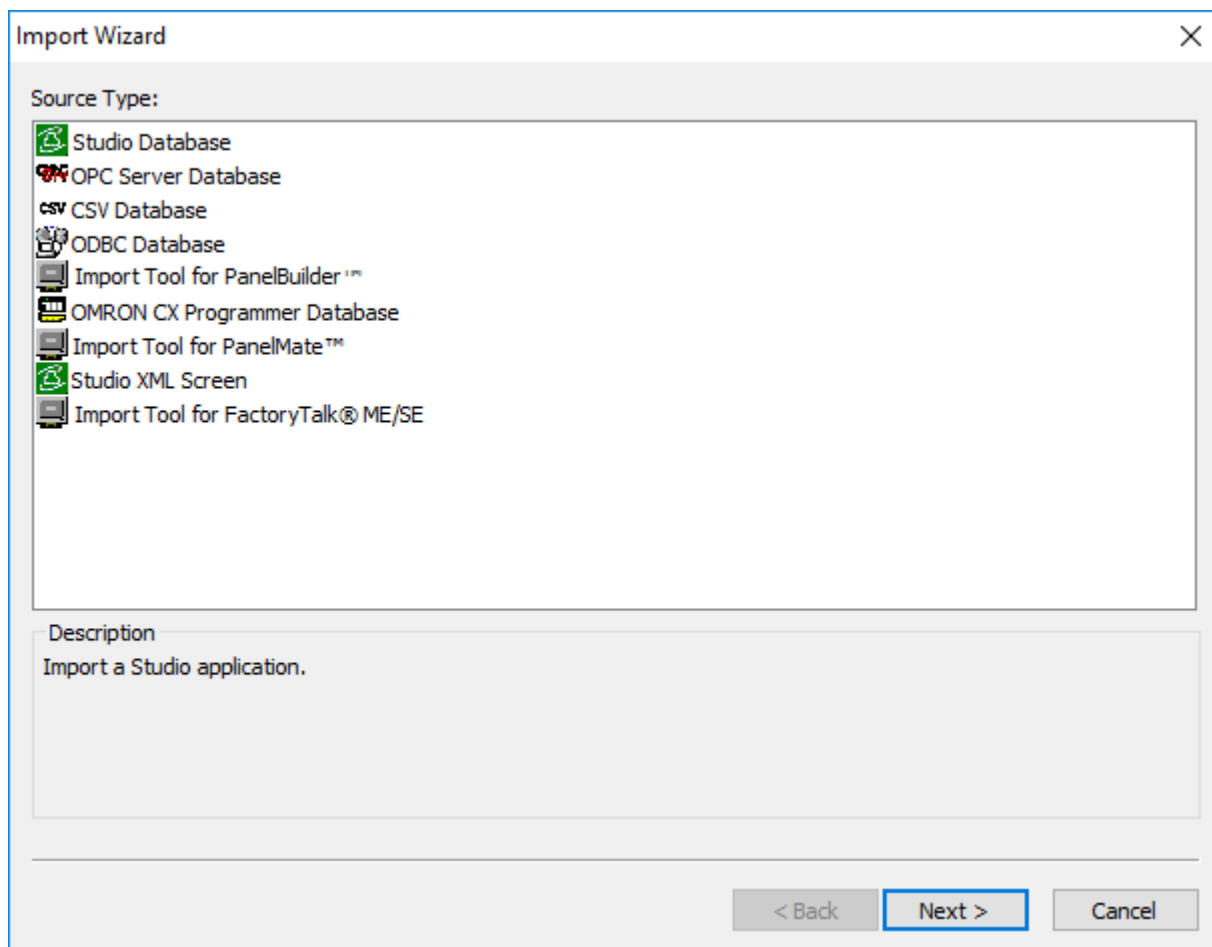 Import Wizard
Source Type:
Studio Database
OPC Server Database
CSV CSV Database
ODBC Database
Import Tool for PanelBuilder™
OMRON CX Programmer Database
Import Tool for PanelMate™
Studio XML Screen
Import Tool for FactoryTalk® ME/SE
Description
Import a Studio application.
< Back Next > Cancel